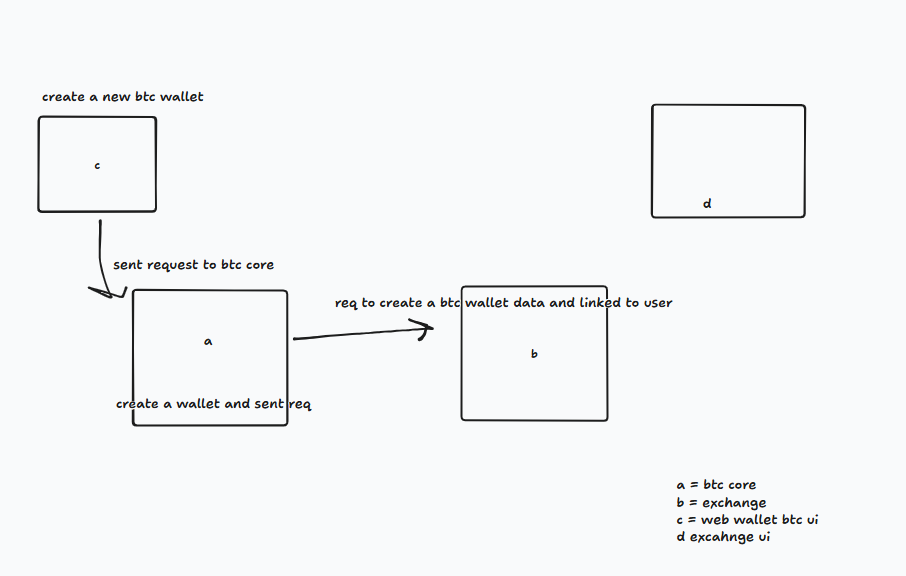 create a new btc wallet
c
d
sent request to btc core
req to create a btc wallet data and linked to user
a
b
create a wallet and sent req
a = btc core
b = exchange
c = web wallet btc ui
d excahnge ui